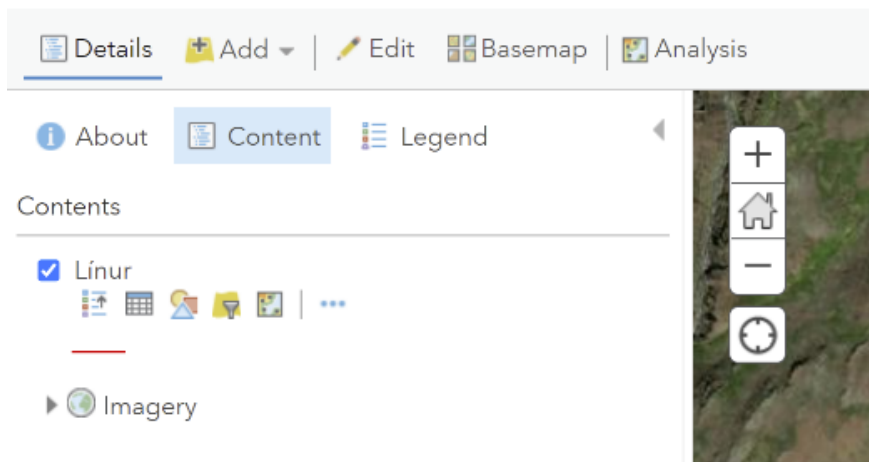 Details Add Edit Basemap Analysis
About Content Legend
Contents
Línur
Imagery